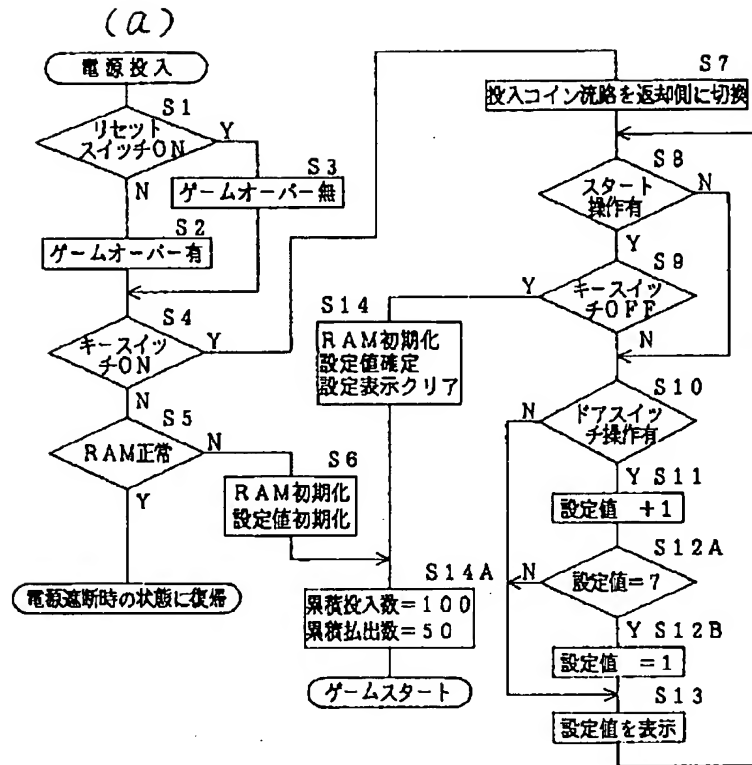 (a)
電源投入
S1
リセット
スイッチON
Y
N
S3
ゲームオーバー無
S2
ゲームオーバー有
S4
キースイッ
チON
Y
N
S5
RAM正常
N
Y
S6
RAM初期化
設定値初期化
電源遮断時の状態に復帰
S7
投入コイン流路を返却側に切換
S8
スタート
操作有
N
Y
S9
キースイッ
チOFF
Y
N
S14
RAM初期化
設定値確定
設定表示クリア
S10
ドアスイッ
チ操作有
N
Y
S11
設定値 +1
S12A
設定値=7
N
Y
S12B
設定値 =1
S13
設定値を表示
S14A
累積投入数=100
累積払出数=50
ゲームスタート